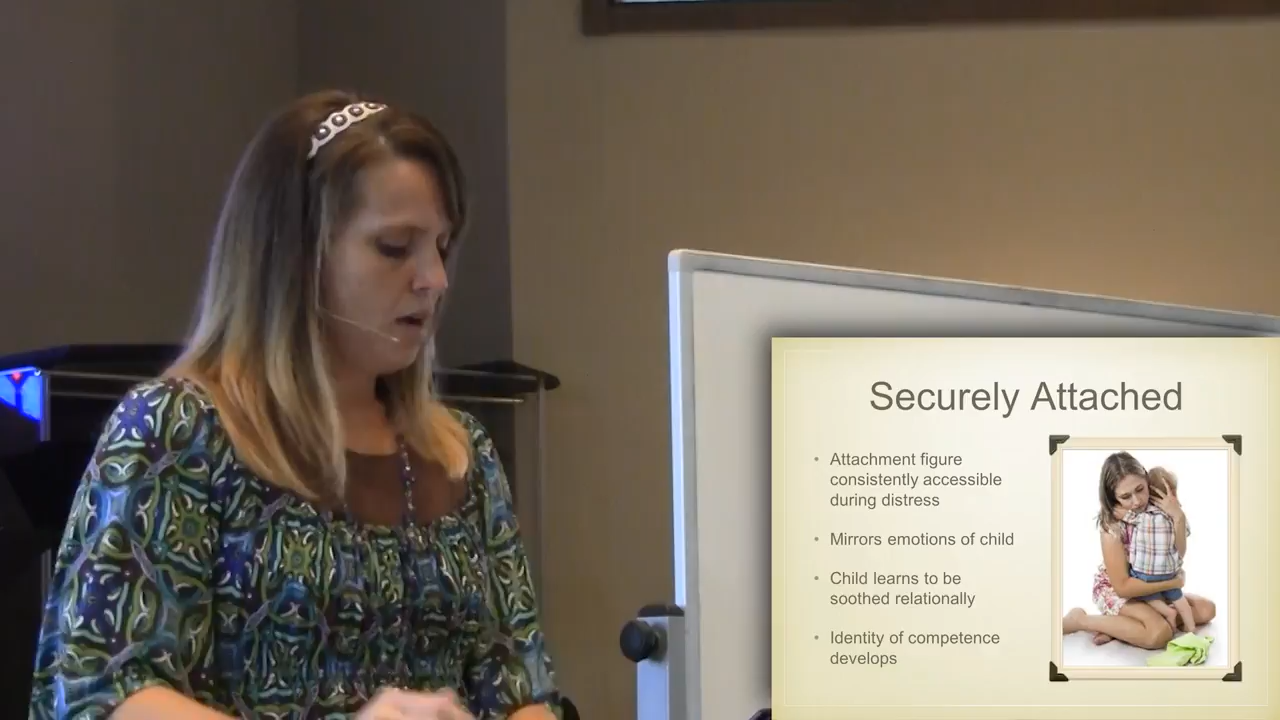 Securely Attached
• Attachment figure
consistently accessible
during distress
• Mirrors emotions of child
• Child learns to be
soothed relationally
• Identity of competence
develops